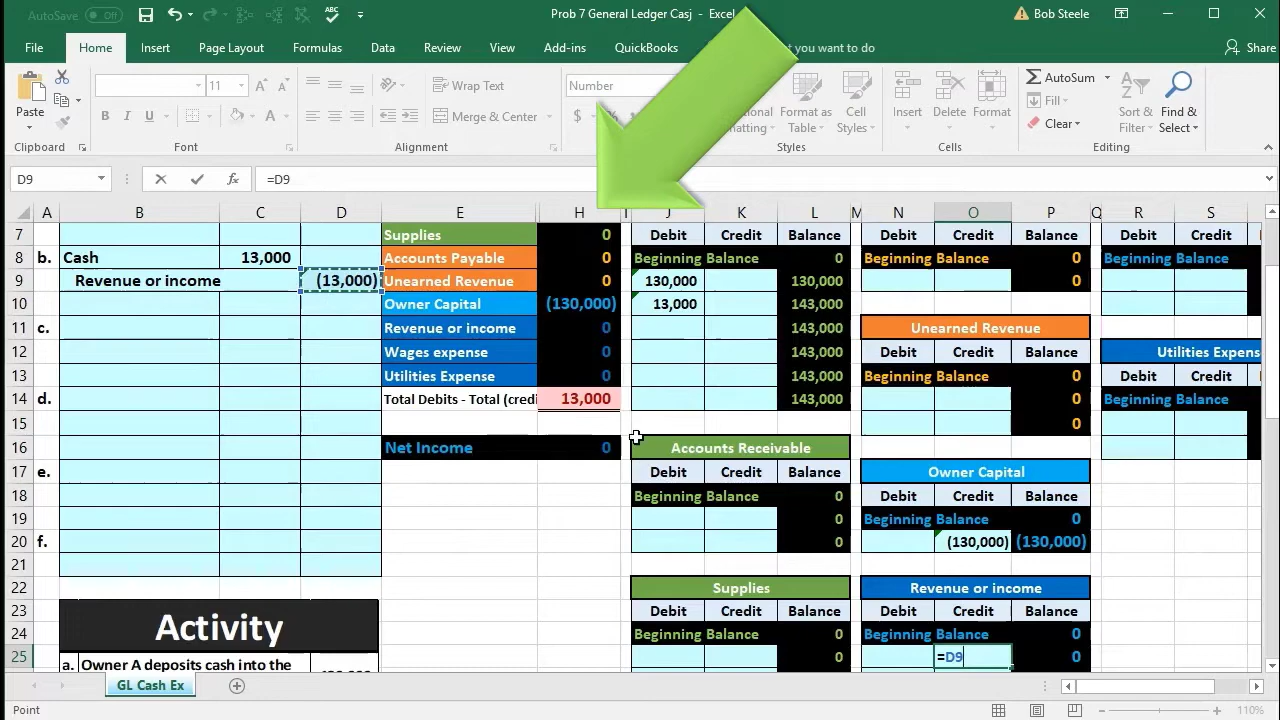 AutoSave Off
Prob 7 General Ledger Casj - Excel
Bob Steele
File Home Insert Page Layout Formulas Data Review View Add-ins QuickBooks t you want to do Share
Paste
11
B I U
Wrap Text
Merge & Center
Number
$
Format as Table
Cell Styles
Insert Delete Format
AutoSum
Fill
Clear
Sort & Filter
Find & Select
Clipboard Font Alignment Styles Cells Editing
D9 fx =D9
A B C D E H I J K L M N O P Q R S
7 Supplies 0 Debit Credit Balance Debit Credit Balance Debit Credit
8 b. Cash 13,000 Accounts Payable 0 Beginning Balance 0 Beginning Balance 0 Beginning Balance
9 Revenue or income (13,000) Unearned Revenue 0 130,000 130,000 0
10 Owner Capital (130,000) 13,000 143,000
11 c. Revenue or income 0 143,000 Unearned Revenue
12 Wages expense 0 143,000 Debit Credit Balance Utilities Expens
13 Utilities Expense 0 143,000 Beginning Balance 0 Debit Credit
14 d. Total Debits - Total (credi 13,000 143,000 0 Beginning Balance
15 0
16 Net Income 0 Accounts Receivable
17 e. Debit Credit Balance Owner Capital
18 Beginning Balance 0 Debit Credit Balance
19 0 Beginning Balance 0
20 f. 0 (130,000) (130,000)
21
22 Supplies Revenue or income
23 Activity Debit Credit Balance Debit Credit Balance
24 Beginning Balance 0 Beginning Balance 0
25 a. Owner A deposits cash into the 0 =D9 0
GL Cash Ex
Point 110%